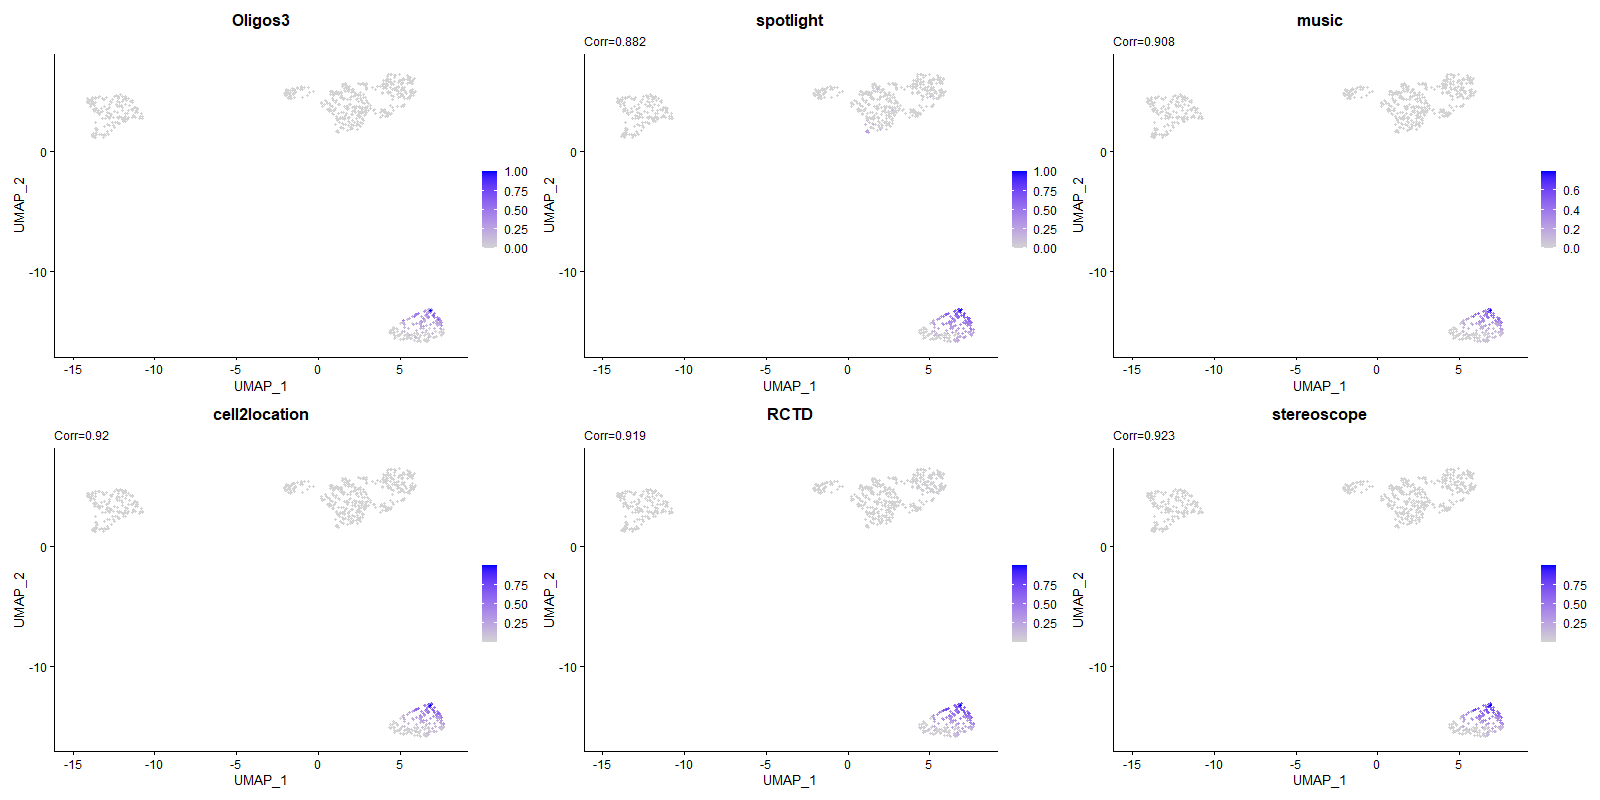 Oligos3
0
-10
UMAP_2
-15 -10 -5 0 5
UMAP_1
1.00
0.75
0.50
0.25
0.00
spotlight
Corr=0.882
0
-10
UMAP_2
-15 -10 -5 0 5
UMAP_1
1.00
0.75
0.50
0.25
0.00
music
Corr=0.908
0
-10
UMAP_2
-15 -10 -5 0 5
UMAP_1
0.6
0.4
0.2
0.0
cell2location
Corr=0.92
0
-10
UMAP_2
-15 -10 -5 0 5
UMAP_1
0.75
0.50
0.25
RCTD
Corr=0.919
0
-10
UMAP_2
-15 -10 -5 0 5
UMAP_1
0.75
0.50
0.25
stereoscope
Corr=0.923
0
-10
UMAP_2
-15 -10 -5 0 5
UMAP_1
0.75
0.50
0.25